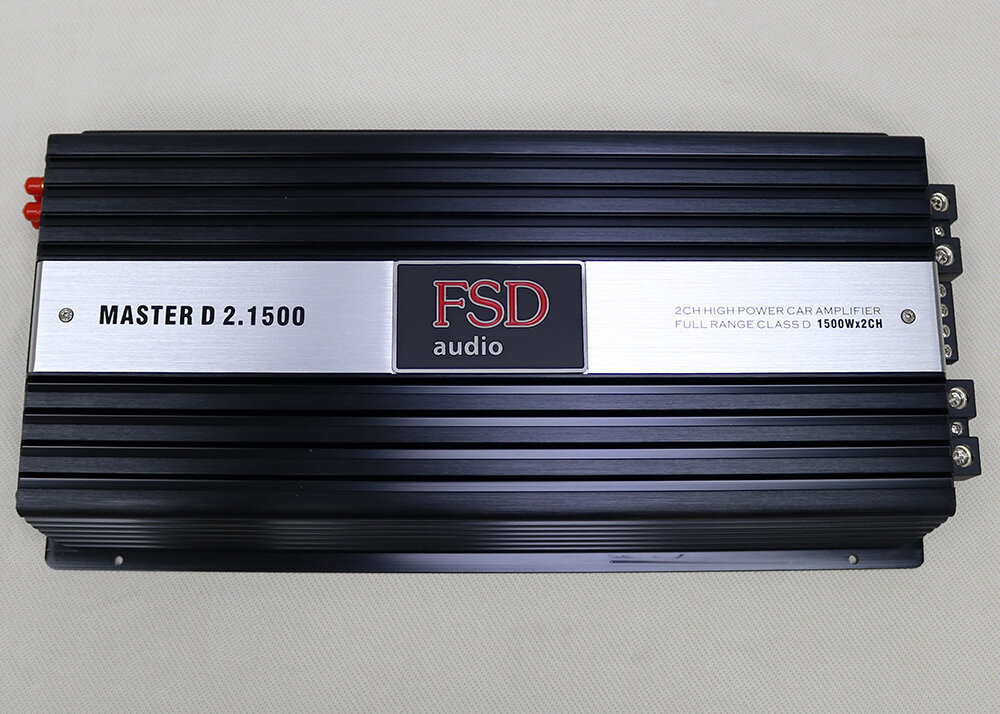 MASTER D 2.1500
FSD
audio
2CH HIGH POWER CAR AMPLIFIER
FULL RANGE CLASS D 1500Wx2CH